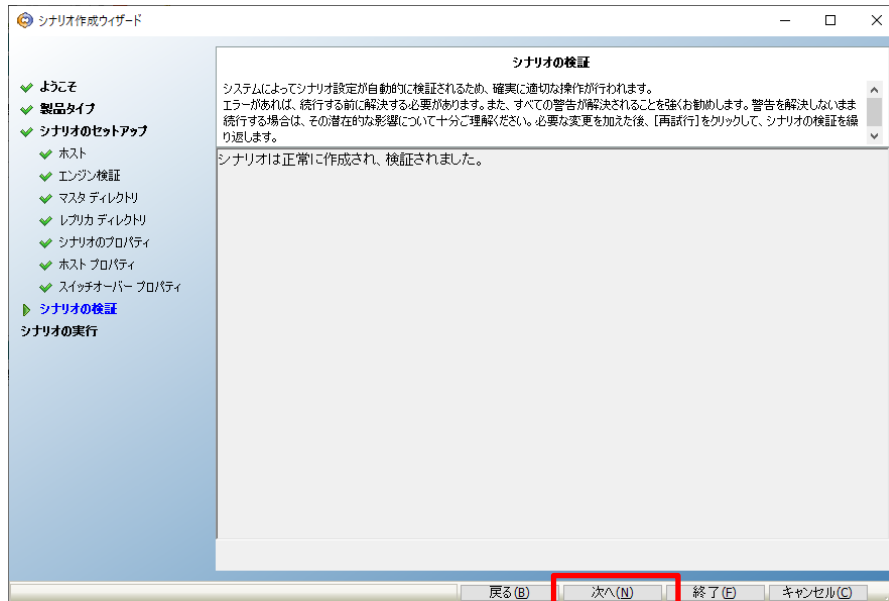 シナリオ作成ウィザード
ようこそ
製品タイプ
シナリオのセットアップ
ホスト
エンジン検証
マスタ ディレクトリ
レプリカ ディレクトリ
シナリオのプロパティ
ホスト プロパティ
スイッチオーバー プロパティ
シナリオの検証
シナリオの実行
シナリオの検証
システムによってシナリオ設定が自動的に検証されるため、確実に適切な操作が行われます。
エラーがあれば、続行する前に解決する必要があります。また、すべての警告が解決されることを強くお勧めします。警告を解決しないまま
続行する場合は、その潜在的な影響について十分ご理解ください。必要な変更を加えた後、[再試行]をクリックして、シナリオの検証を繰
り返します。
シナリオは正常に作成され、検証されました。
戻る(B)
次へ(N)
終了(F)
キャンセル(C)